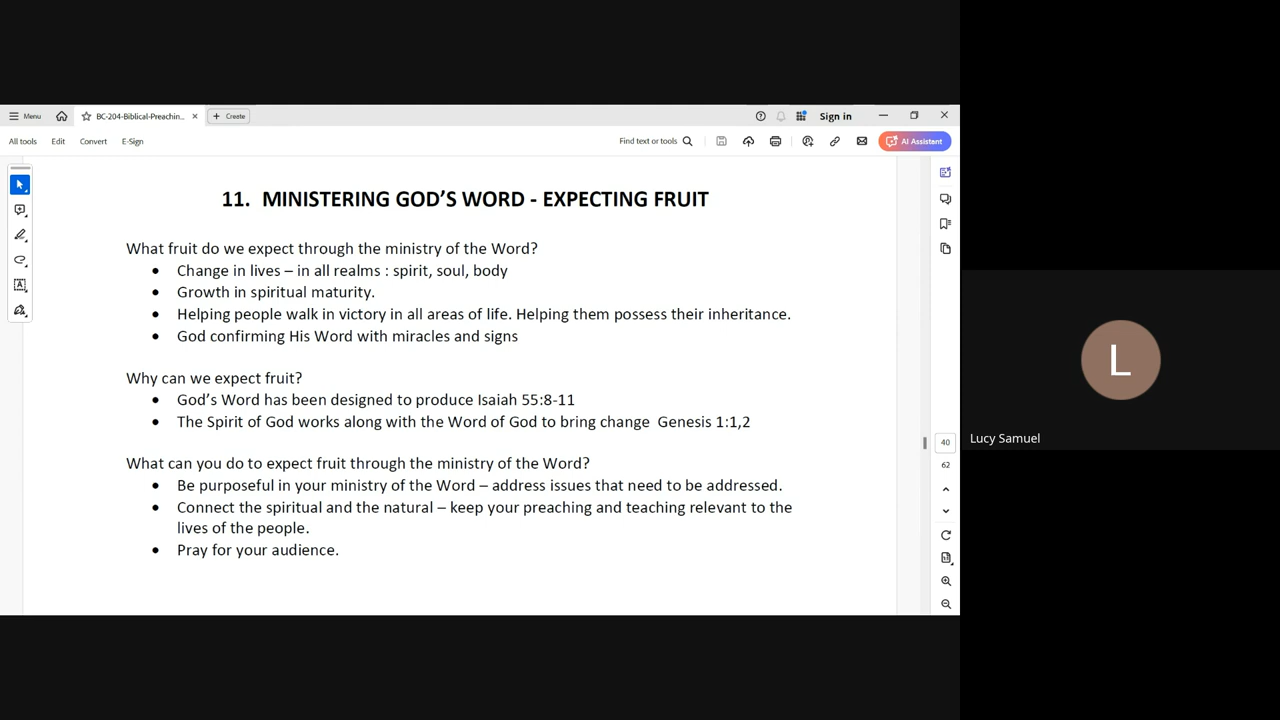 Menu
BC-204-Biblical-Preachin...
Create
Sign in
All tools
Edit
Convert
E-Sign
Find text or tools
AI Assistant
11. MINISTERING GOD'S WORD - EXPECTING FRUIT
What fruit do we expect through the ministry of the Word?
• Change in lives – in all realms : spirit, soul, body
• Growth in spiritual maturity.
• Helping people walk in victory in all areas of life. Helping them possess their inheritance.
• God confirming His Word with miracles and signs
Why can we expect fruit?
• God's Word has been designed to produce Isaiah 55:8-11
• The Spirit of God works along with the Word of God to bring change  Genesis 1:1,2
What can you do to expect fruit through the ministry of the Word?
• Be purposeful in your ministry of the Word – address issues that need to be addressed.
• Connect the spiritual and the natural – keep your preaching and teaching relevant to the
lives of the people.
• Pray for your audience.
40
62
L
Lucy Samuel